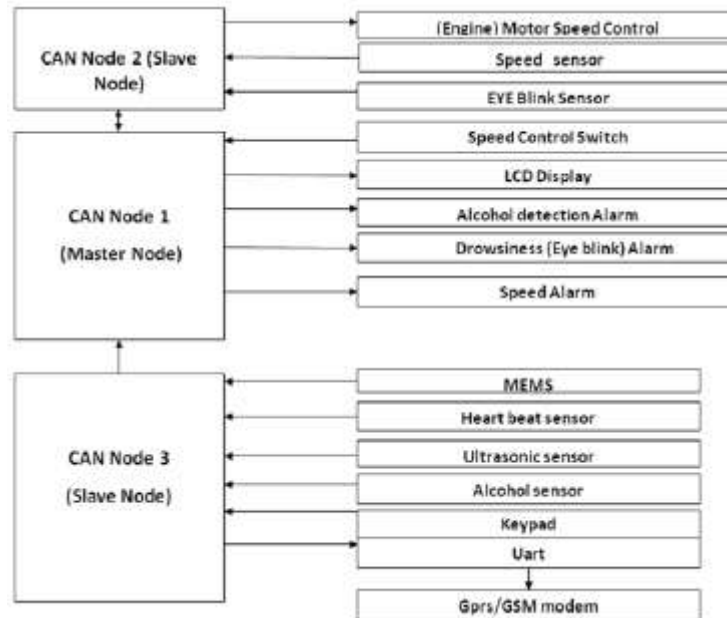 CAN Node 2 (Slave
Node)
(Engine) Motor Speed Control
Speed sensor
EYE Blink Sensor
CAN Node 1
(Master Node)
Speed Control Switch
LCD Display
Alcohol detection Alarm
Drowsiness (Eye blink) Alarm
Speed Alarm
CAN Node 3
(Slave Node)
MEMS
Heart beat sensor
Ultrasonic sensor
Alcohol sensor
Keypad
Uart
Gprs/GSM modem